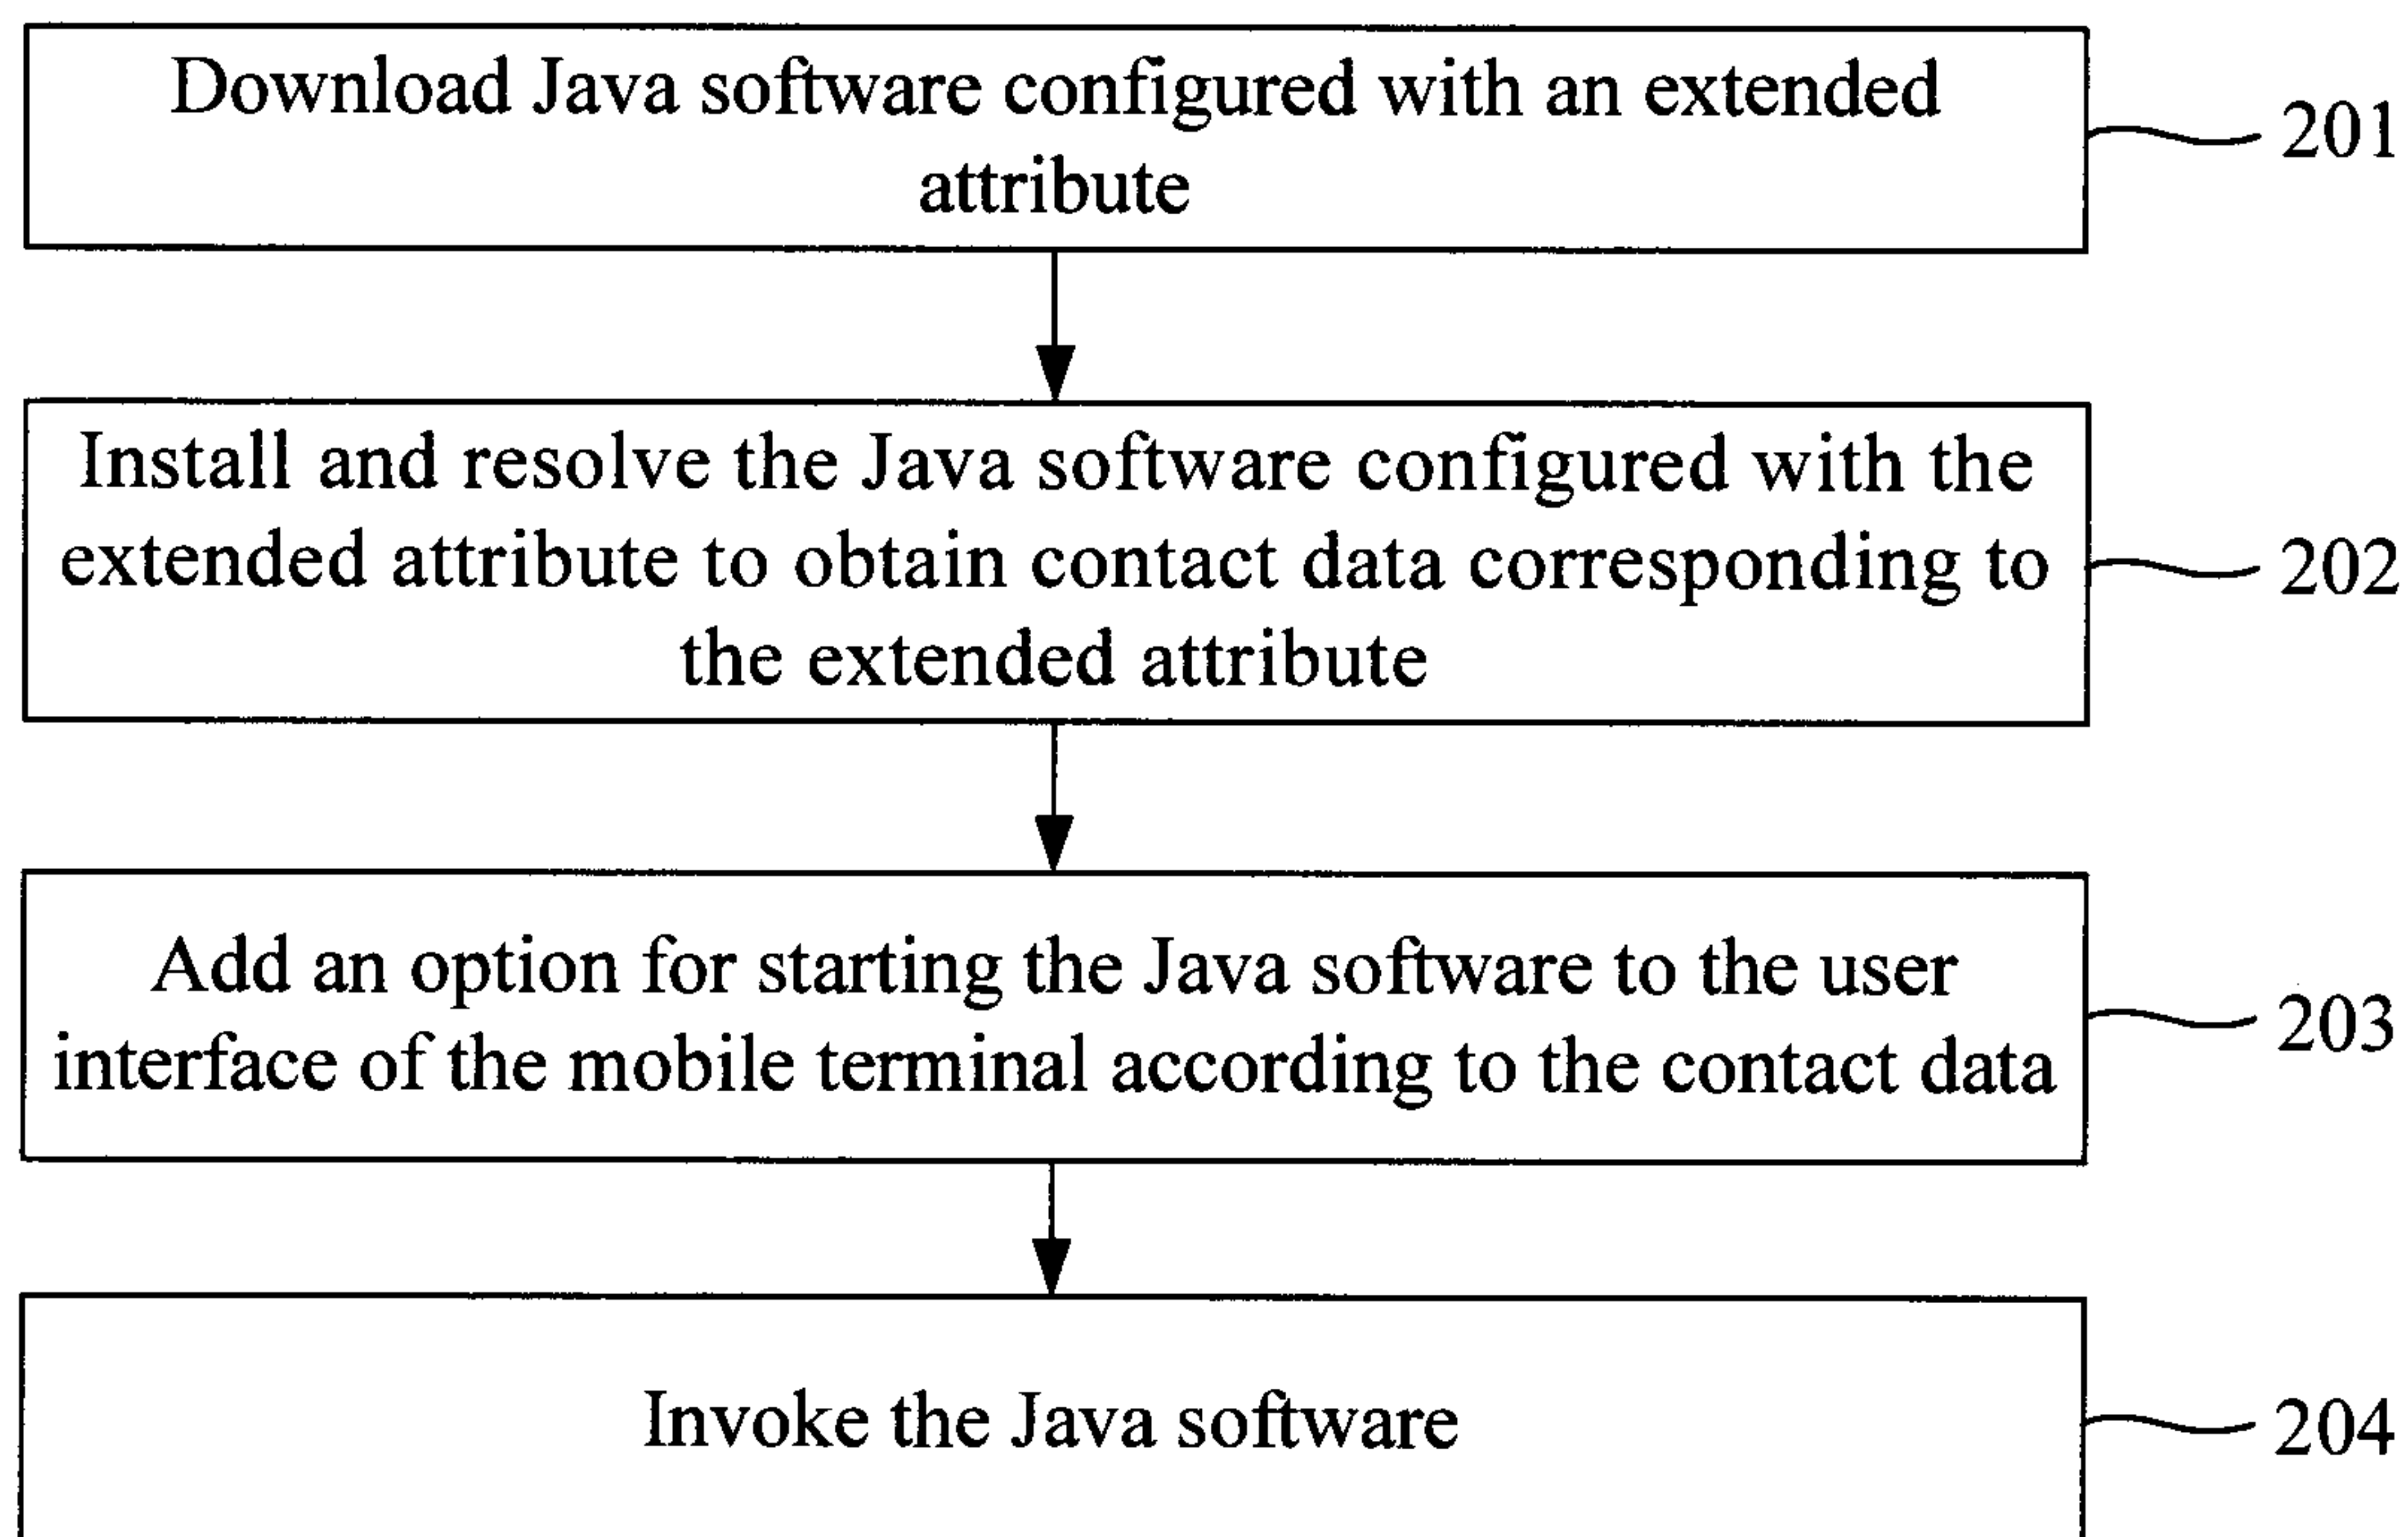 Download Java software configured with an extended
attribute
201
Install and resolve the Java software configured with the
extended attribute to obtain contact data corresponding to
the extended attribute
202
Add an option for starting the Java software to the user
interface of the mobile terminal according to the contact data
203
Invoke the Java software
204